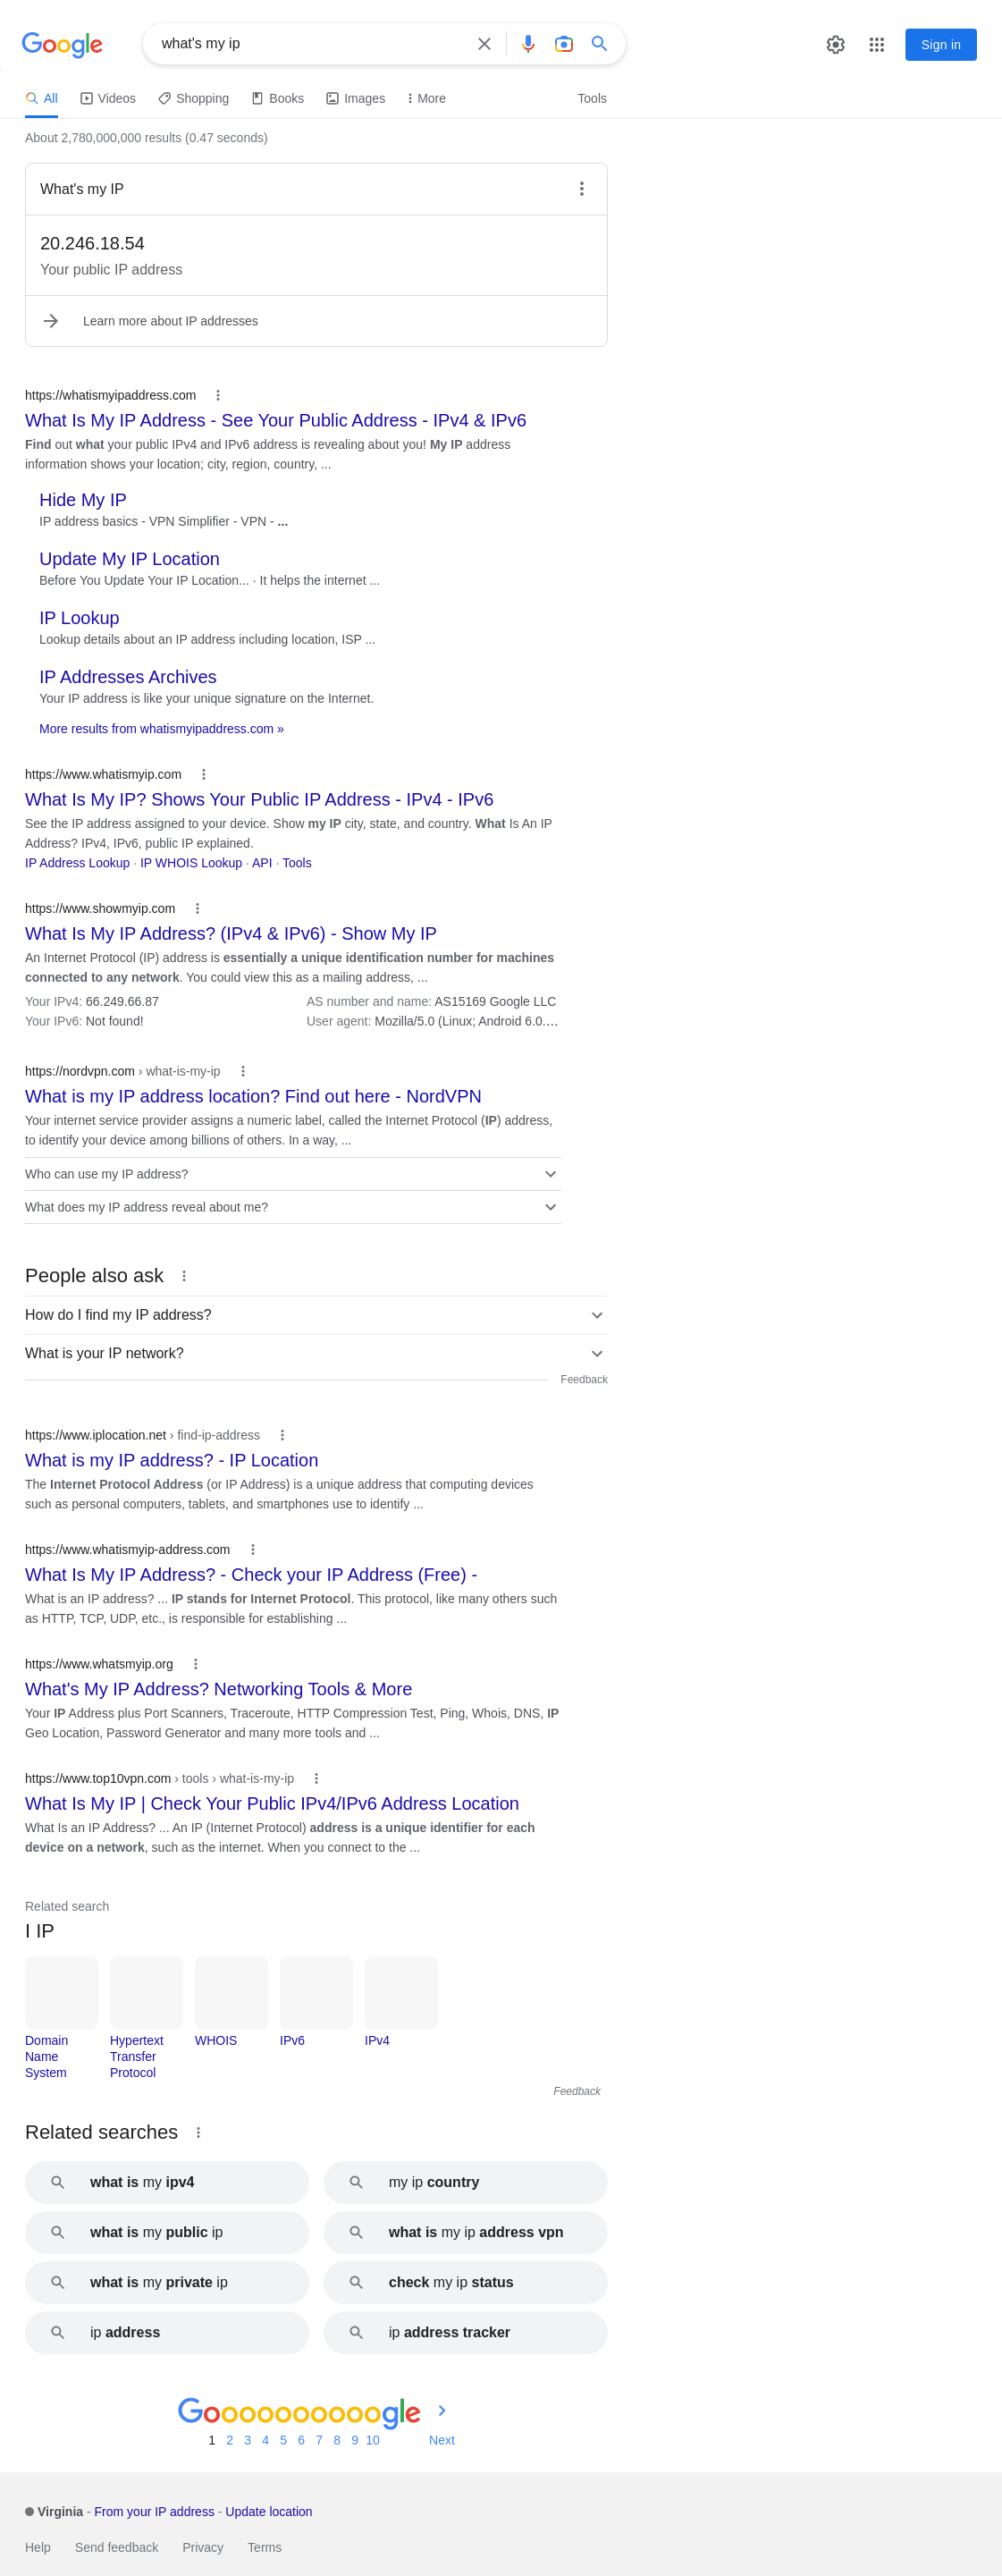 Google
what's my ip
Sign in
All Videos Shopping Books Images More Tools
About 2,780,000,000 results (0.47 seconds)
What's my IP
20.246.18.54
Your public IP address
Learn more about IP addresses
https://whatismyipaddress.com
What Is My IP Address - See Your Public Address - IPv4 & IPv6
Find out what your public IPv4 and IPv6 address is revealing about you! My IP address
information shows your location; city, region, country, ...
Hide My IP
IP address basics - VPN Simplifier - VPN - ...
Update My IP Location
Before You Update Your IP Location... · It helps the internet ...
IP Lookup
Lookup details about an IP address including location, ISP ...
IP Addresses Archives
Your IP address is like your unique signature on the Internet.
More results from whatismyipaddress.com »
https://www.whatismyip.com
What Is My IP? Shows Your Public IP Address - IPv4 - IPv6
See the IP address assigned to your device. Show my IP city, state, and country. What Is An IP
Address? IPv4, IPv6, public IP explained.
IP Address Lookup · IP WHOIS Lookup · API · Tools
https://www.showmyip.com
What Is My IP Address? (IPv4 & IPv6) - Show My IP
An Internet Protocol (IP) address is essentially a unique identification number for machines
connected to any network. You could view this as a mailing address, ...
Your IPv4: 66.249.66.87 AS number and name: AS15169 Google LLC
Your IPv6: Not found! User agent: Mozilla/5.0 (Linux; Android 6.0....
https://nordvpn.com › what-is-my-ip
What is my IP address location? Find out here - NordVPN
Your internet service provider assigns a numeric label, called the Internet Protocol (IP) address,
to identify your device among billions of others. In a way, ...
Who can use my IP address?
What does my IP address reveal about me?
People also ask
How do I find my IP address?
What is your IP network?
Feedback
https://www.iplocation.net › find-ip-address
What is my IP address? - IP Location
The Internet Protocol Address (or IP Address) is a unique address that computing devices
such as personal computers, tablets, and smartphones use to identify ...
https://www.whatismyip-address.com
What Is My IP Address? - Check your IP Address (Free) -
What is an IP address? ... IP stands for Internet Protocol. This protocol, like many others such
as HTTP, TCP, UDP, etc., is responsible for establishing ...
https://www.whatsmyip.org
What's My IP Address? Networking Tools & More
Your IP Address plus Port Scanners, Traceroute, HTTP Compression Test, Ping, Whois, DNS, IP
Geo Location, Password Generator and many more tools and ...
https://www.top10vpn.com › tools › what-is-my-ip
What Is My IP | Check Your Public IPv4/IPv6 Address Location
What Is an IP Address? ... An IP (Internet Protocol) address is a unique identifier for each
device on a network, such as the internet. When you connect to the ...
Related search
I IP
Domain Hypertext WHOIS IPv6 IPv4
Name Transfer
System Protocol
Feedback
Related searches
what is my ipv4 my ip country
what is my public ip what is my ip address vpn
what is my private ip check my ip status
ip address ip address tracker
Goooooooooogle
1 2 3 4 5 6 7 8 9 10 Next
Virginia - From your IP address - Update location
Help Send feedback Privacy Terms